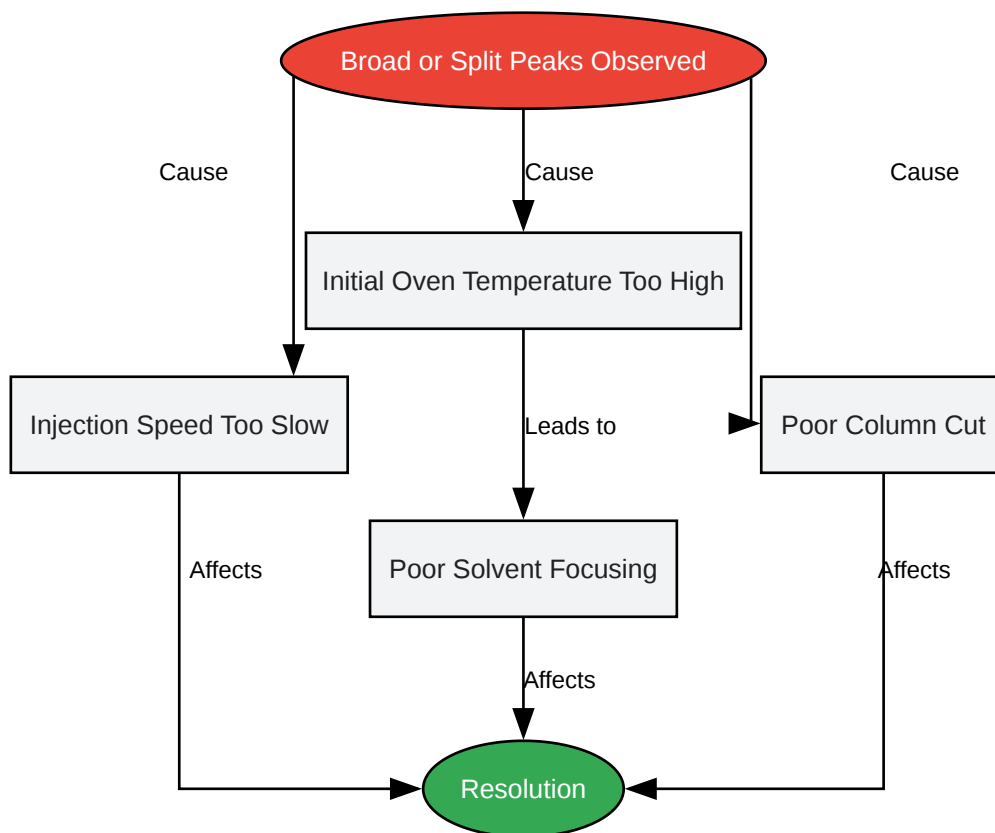 Broad or Split Peaks Observed
Cause
Cause
Cause
Initial Oven Temperature Too High
Injection Speed Too Slow
Leads to
Poor Column Cut
Affects
Poor Solvent Focusing
Affects
Affects
Resolution